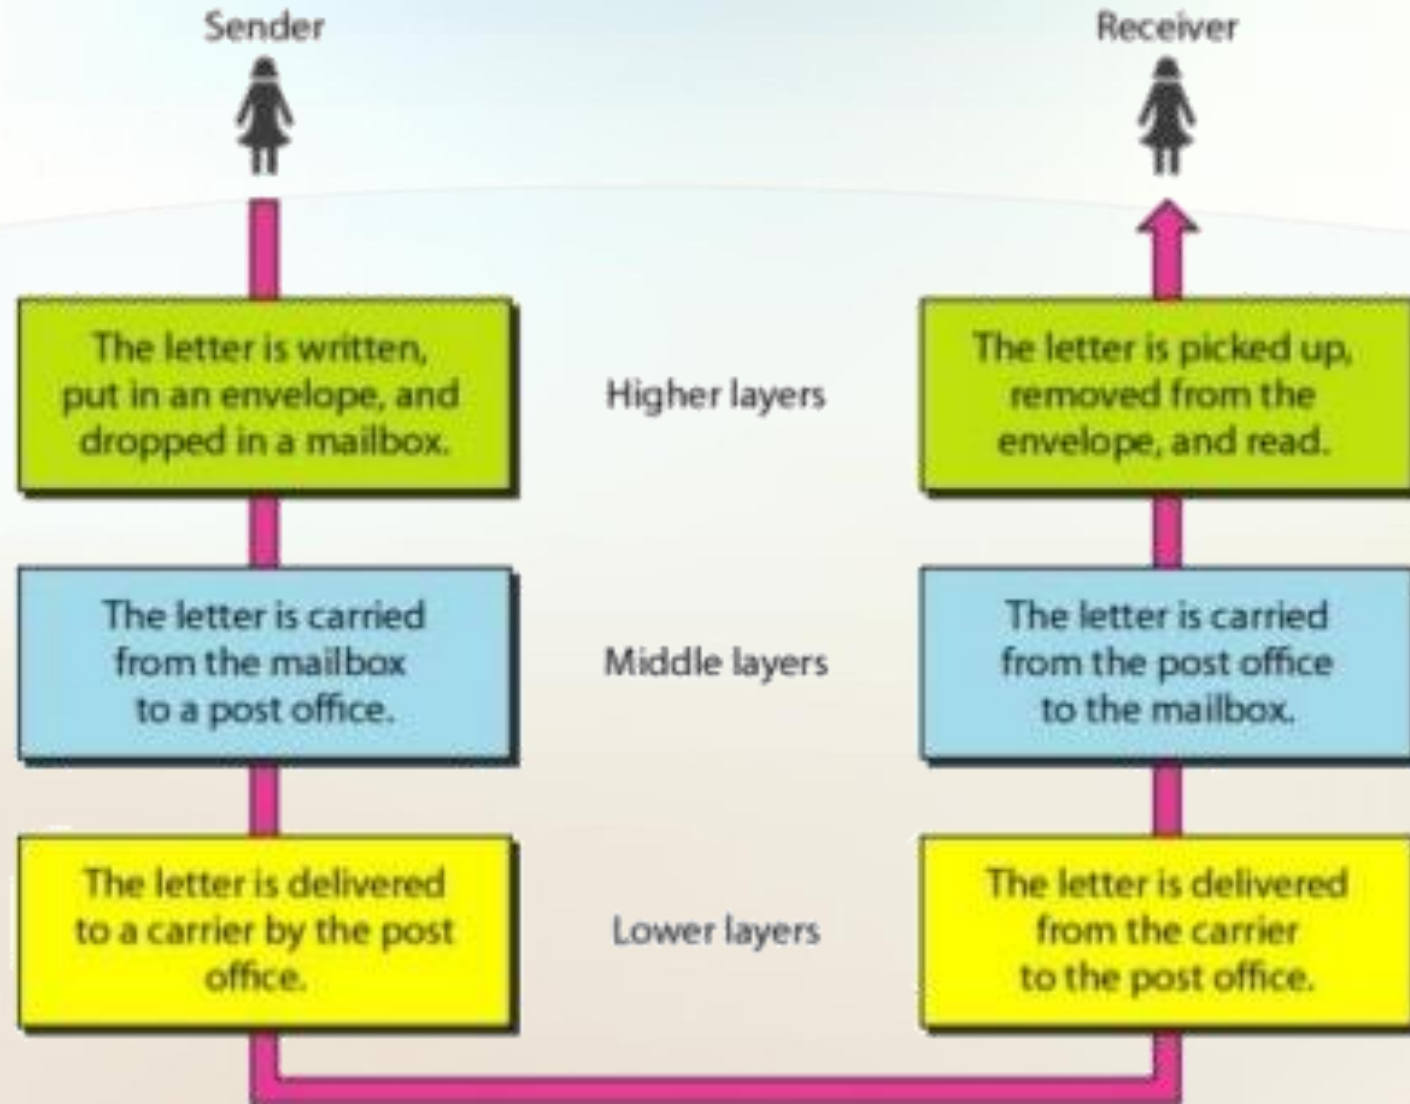 Sender
Receiver
The letter is written,
put in an envelope, and
dropped in a mailbox.
Higher layers
The letter is picked up,
removed from the
envelope, and read.
The letter is carried
from the mailbox
to a post office.
Middle layers
The letter is carried
from the post office
to the mailbox.
The letter is delivered
to a carrier by the post
office.
Lower layers
The letter is delivered
from the carrier
to the post office.